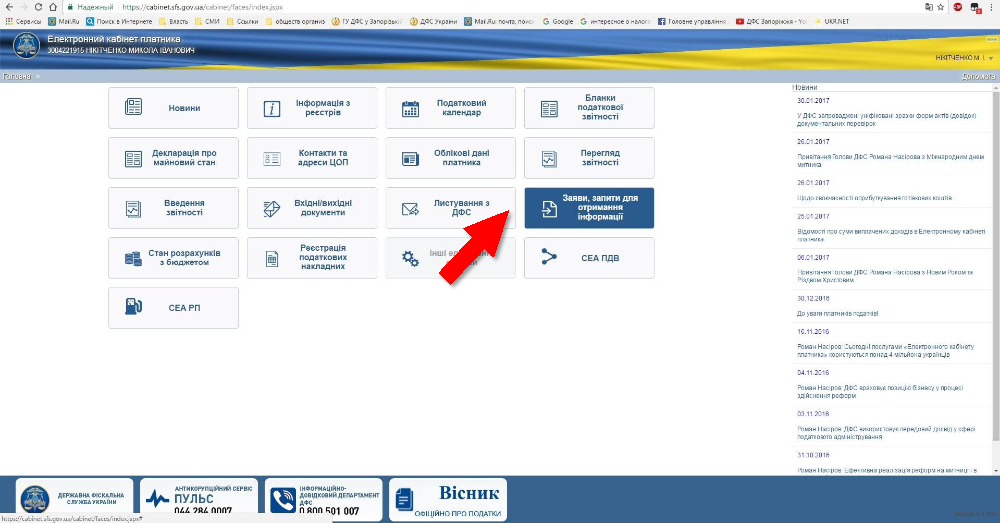 Надежный | https://cabinet.sfs.gov.ua/cabinet/faces/index.jspx
Сервисы Mail.Ru Поиск в Интернете Власть СМИ Ссылки обществ организ ГУ ДФС у Запорізькі ДФС України Mail.Ru: почта, поиск Google интересное о налога Головне управління ДФС Запоріжжя - Yo UKR.NET
Електронний кабінет платника
3004221915 НІКІТЧЕНКО МИКОЛА ІВАНОВИЧ
НІКІТЧЕНКО М. І.
Головна >
Допомога
Новини
Інформація з
реєстрів
Податковий
календар
Бланки
податкової
звітності
Декларація про
майновий стан
Контакти та
адреси ЦОП
Облікові дані
платника
Перегляд
звітності
Введення
звітності
Вхідні/вихідні
документи
Листування з
ДФС
Заяви, запити для
отримання
інформації
Стан розрахунків
з бюджетом
Реєстрація
податкових
накладних
Інші
СЕА ПДВ
СЕА РП
Новини
30.01.2017
У ДФС запроваджені уніфіковані зразки форм актів (довідок)
документальних перевірок
26.01.2017
Привітання Голови ДФС Романа Насірова з Міжнародним днем
митника
26.01.2017
Щодо своєчасності оприбуткування готівкових коштів
25.01.2017
Відомості про суми виплачених доходів в Електронному кабінеті
платника
06.01.2017
Привітання Голови ДФС Романа Насірова з Новим Роком та
Різдвом Христовим
30.12.2016
До уваги платників податків!
16.11.2016
Роман Насіров: Сьогодні послугами «Електронного кабінету
платника» користуються понад 4 мільйона українців
04.11.2016
Роман Насіров: ДФС враховує позицію бізнесу у процесі
здійснення реформ
03.11.2016
Роман Насіров: ДФС використовує передовий досвід у сфері
податкового адміністрування
31.10.2016
Роман Насіров: Ефективна реалізація реформ на митниці і в
ДЕРЖАВНА ФІСКАЛЬНА
СЛУЖБА УКРАЇНИ
АНТИКОРУПЦІЙНИЙ СЕРВІС
ПУЛЬС
044 284 0007
ІНФОРМАЦІЙНО-
ДОВІДКОВИЙ ДЕПАРТАМЕНТ
ДФС
0 800 501 007
Вісник
ОФІЦІЙНО ПРО ПОДАТКИ
версія 0.2.105
https://cabinet.sfs.gov.ua/cabinet/faces/index.jspx#